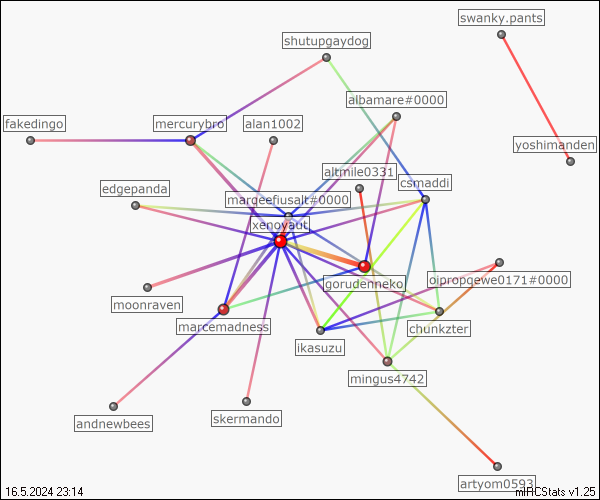 swanky.pants
shutupgaydog
albamare#0000
fakedingo
mercurybro
alan1002
yoshimanden
altmile0331
csmaddi
edgepanda
marqeefiusalt#0000
xenoyaut
oipropqewe0171#0000
gorudenneko
moonraven
marcemadness
chunkzter
ikasuzu
mingus4742
skermando
andnewbees
artyom0593
16.5.2024 23:14
mIRCStats v1.25